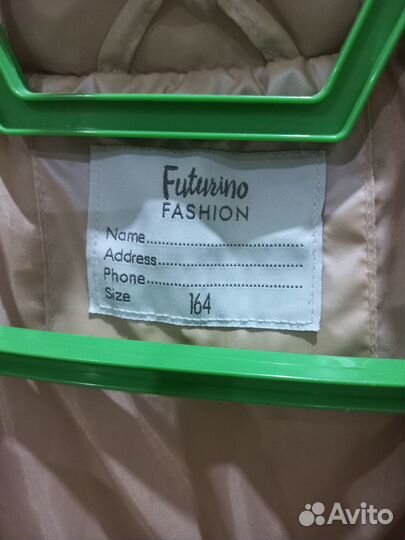 Futurino
FASHION
Name..............................
Address..........................
Phone.............................
Size 164
Avito